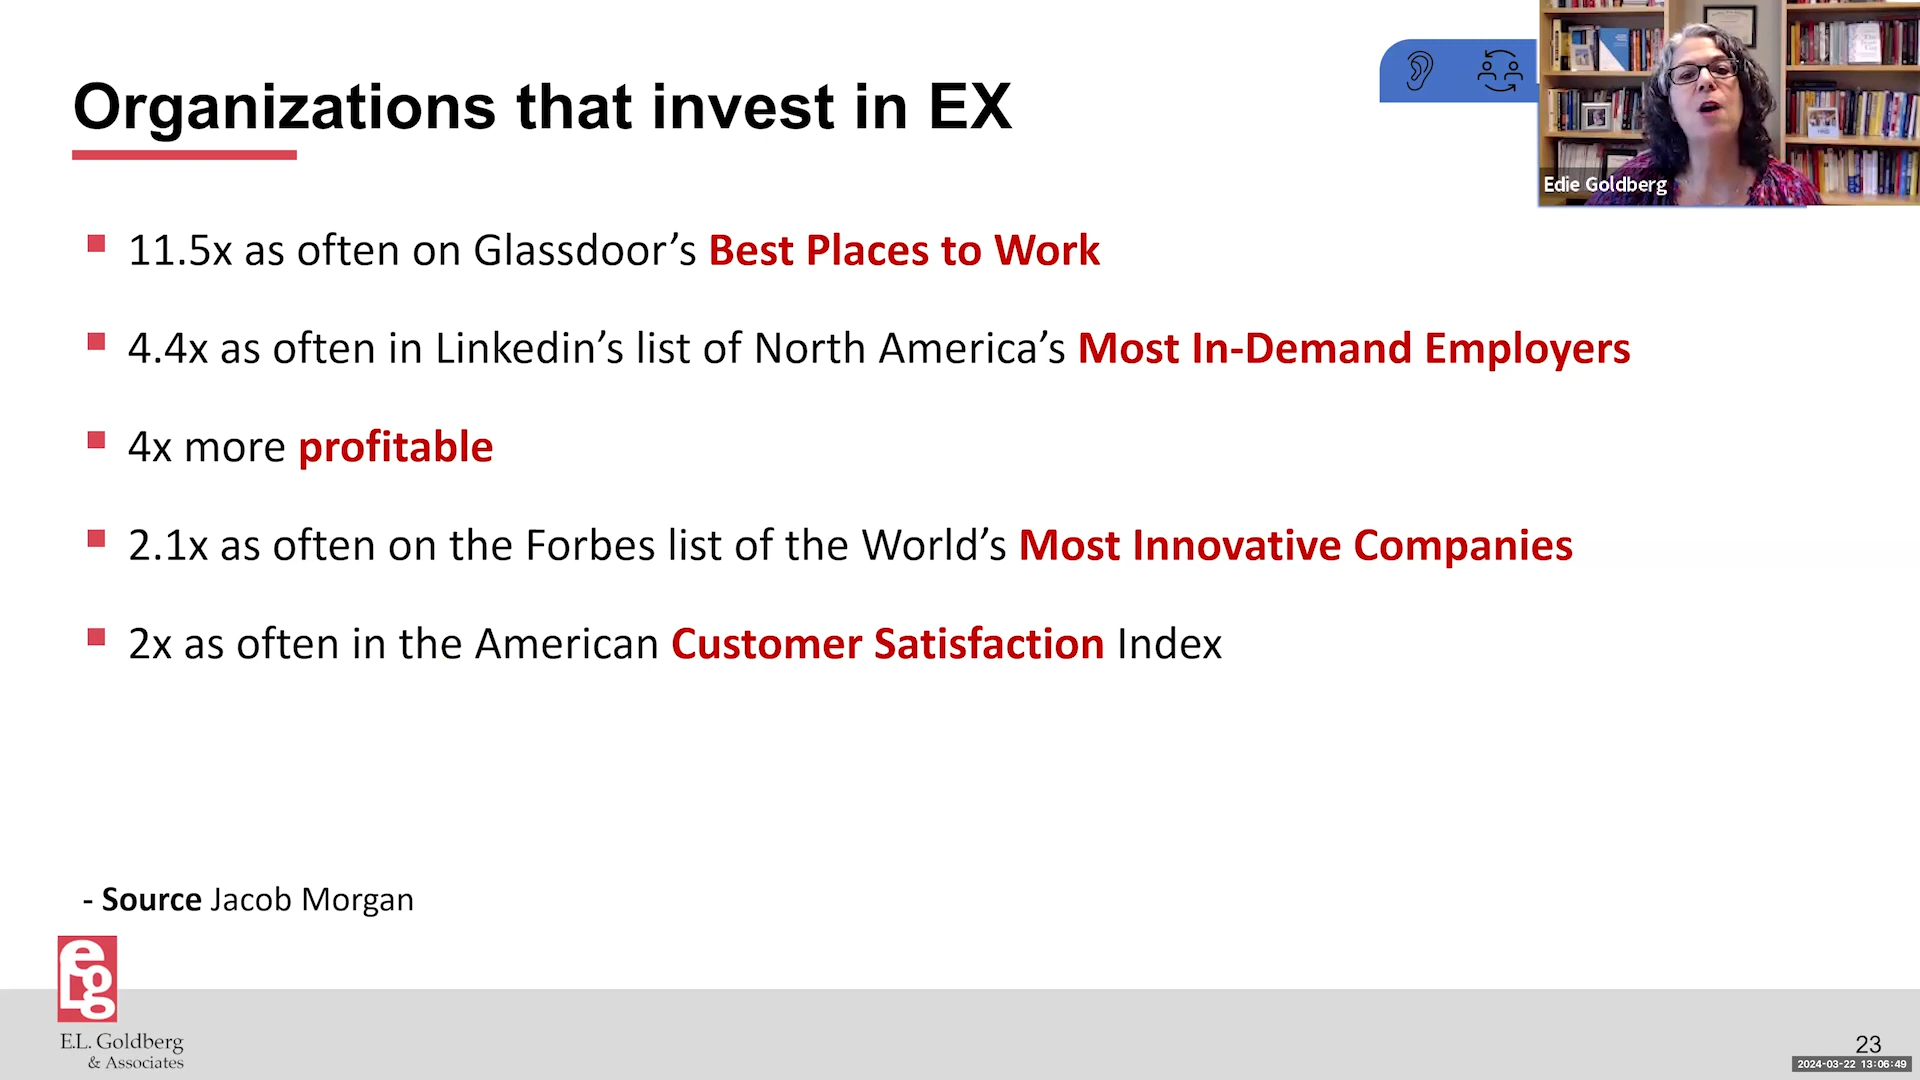 Organizations that invest in EX
Edie Goldberg
11.5x as often on Glassdoor’s Best Places to Work
4.4x as often in Linkedin’s list of North America’s Most In-Demand Employers
4x more profitable
2.1x as often on the Forbes list of the World’s Most Innovative Companies
2x as often in the American Customer Satisfaction Index
- Source Jacob Morgan
eLgg
E.L. Goldberg
& Associates
23
2024-03-22 13:06:49